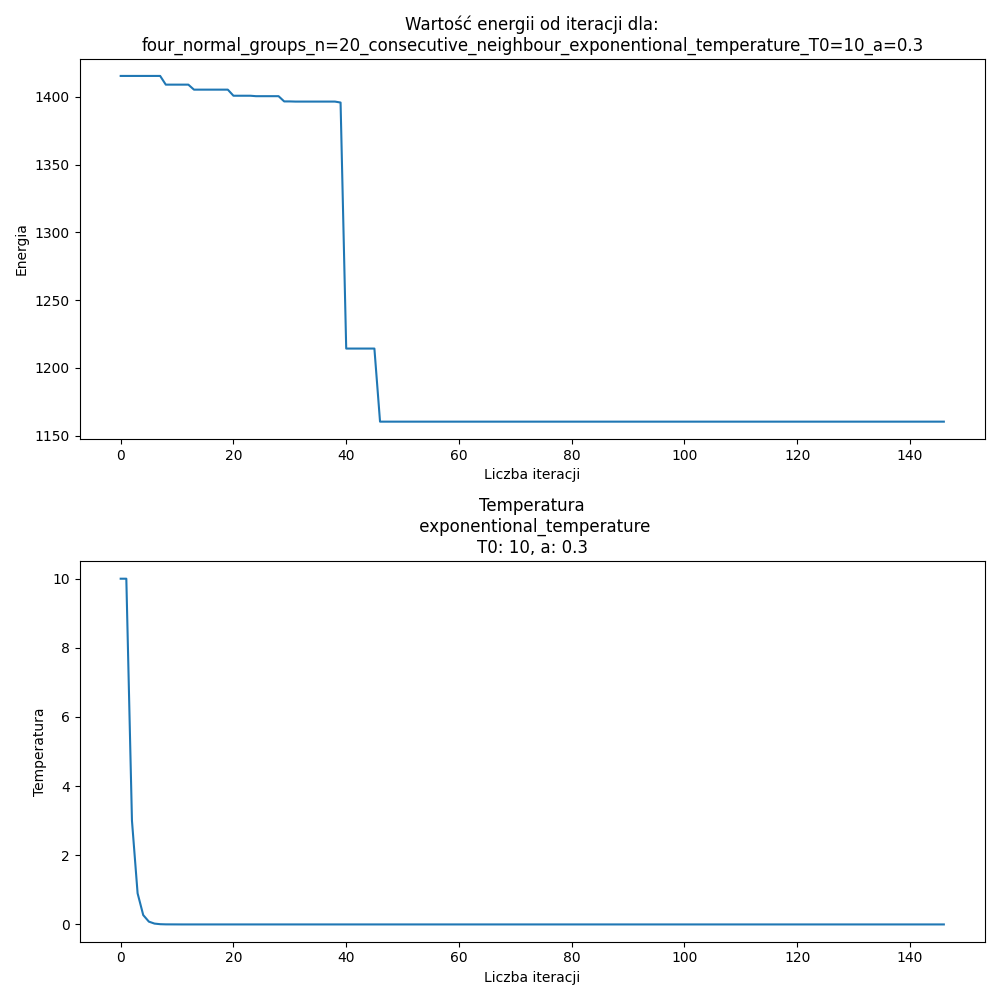 Wartość energii od iteracji dla:
four_normal_groups_n=20_consecutive_neighbour_exponentional_temperature_T0=10_a=0.3
1400
1350
1300
1250
1200
1150
Energia
0 20 40 60 80 100 120 140
Liczba iteracji
Temperatura
exponentional_temperature
T0: 10, a: 0.3
10
8
6
4
2
0
Temperatura
0 20 40 60 80 100 120 140
Liczba iteracji